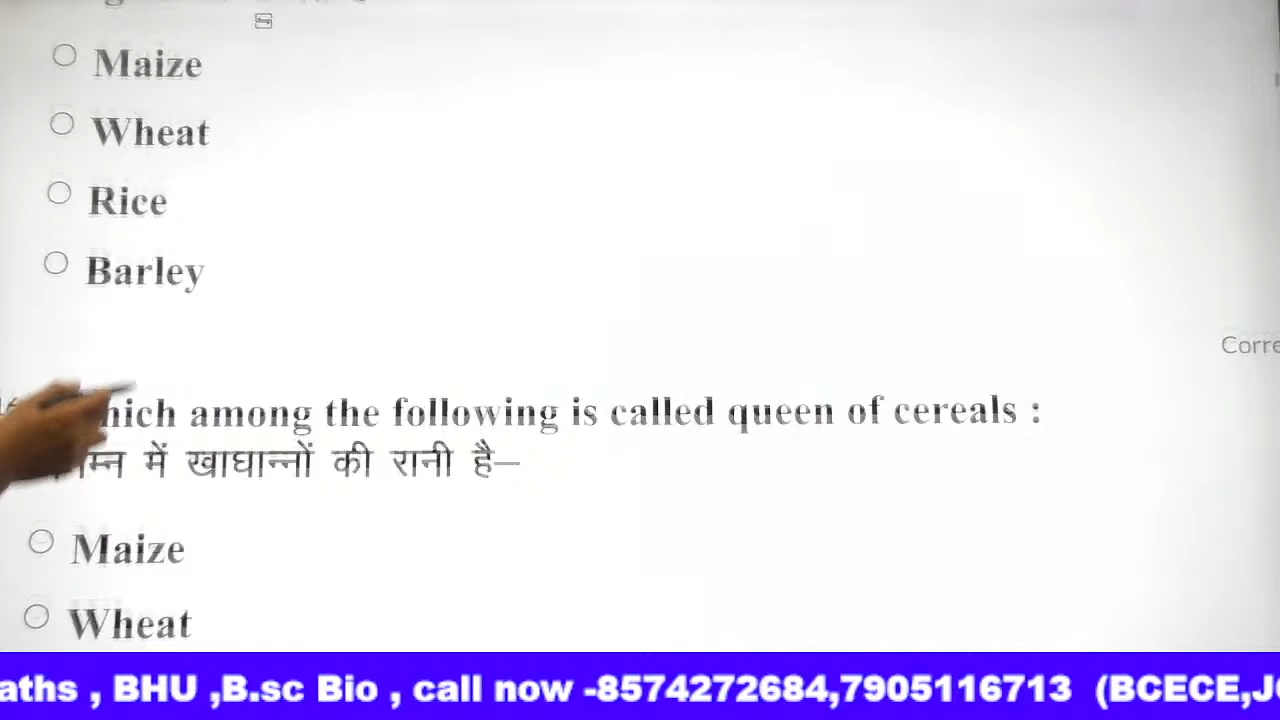 Maize
Wheat
Rice
Barley
Corre
hich among the following is called queen of cereals :
म्न में खाघान्नों की रानी है–
Maize
Wheat
aths , BHU ,B.sc Bio , call now -8574272684,7905116713 (BCECE,J